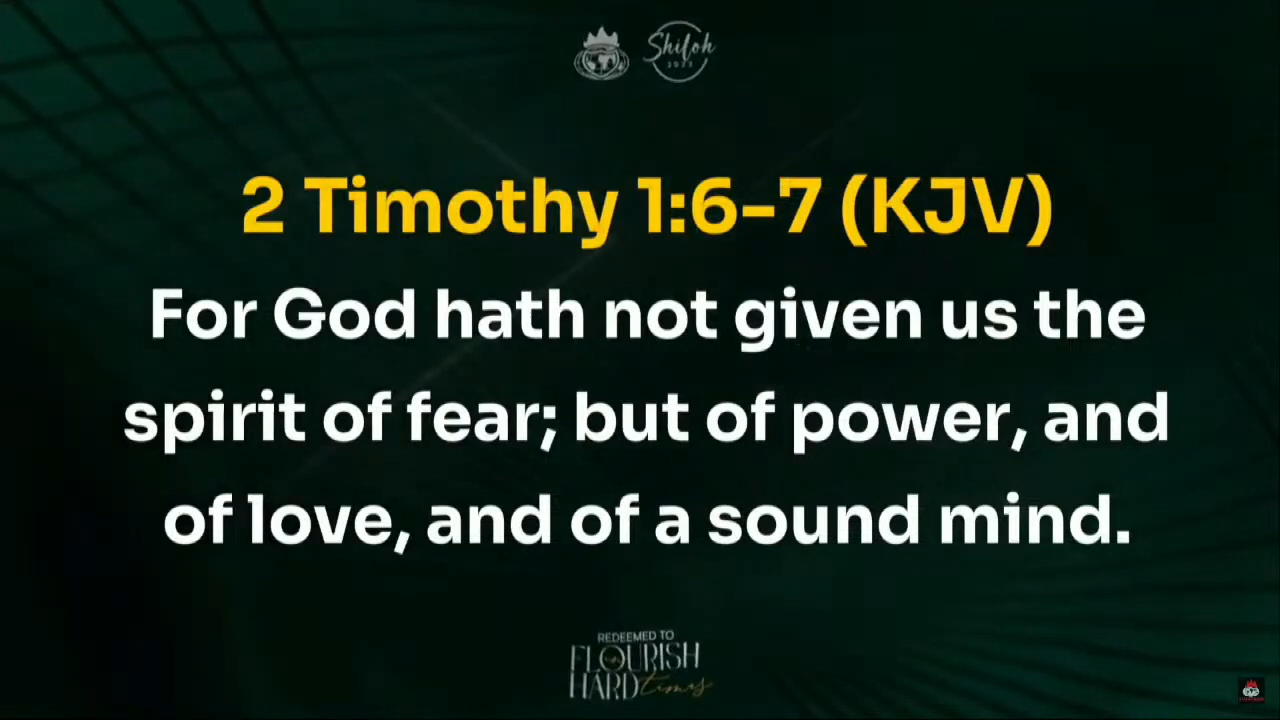 Shiloh
2 Timothy 1:6-7 (KJV)
For God hath not given us the
spirit of fear; but of power, and
of love, and of a sound mind.
REDEEMED TO
FLOURISH
HARD times